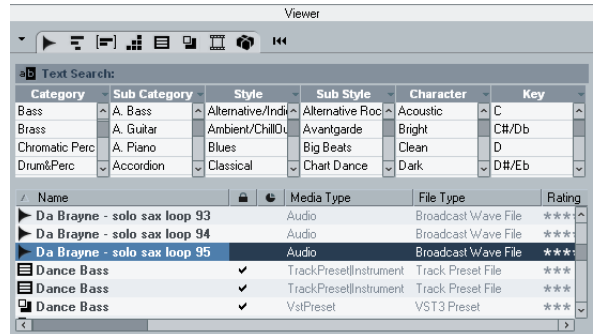 Viewer
Text Search:
Category Sub Category Style Sub Style Character Key
Bass A. Bass Alternative/Indi Alternative Roc Acoustic C
Brass A. Guitar Ambient/ChillOu Avantgarde Bright C#/Db
Chromatic Perc A. Piano Blues Big Beats Clean D
Drum&Perc Accordion Classical Chart Dance Dark D#/Eb
Name Media Type File Type Rating
Da Brayne - solo sax loop 93 Audio Broadcast Wave File ***
Da Brayne - solo sax loop 94 Audio Broadcast Wave File ***
Da Brayne - solo sax loop 95 Audio Broadcast Wave File ***
Dance Bass ✔ TrackPreset|Instrument Track Preset File ***
Dance Bass ✔ TrackPreset|Instrument Track Preset File ***
Dance Bass ✔ VstPreset VST3 Preset ***